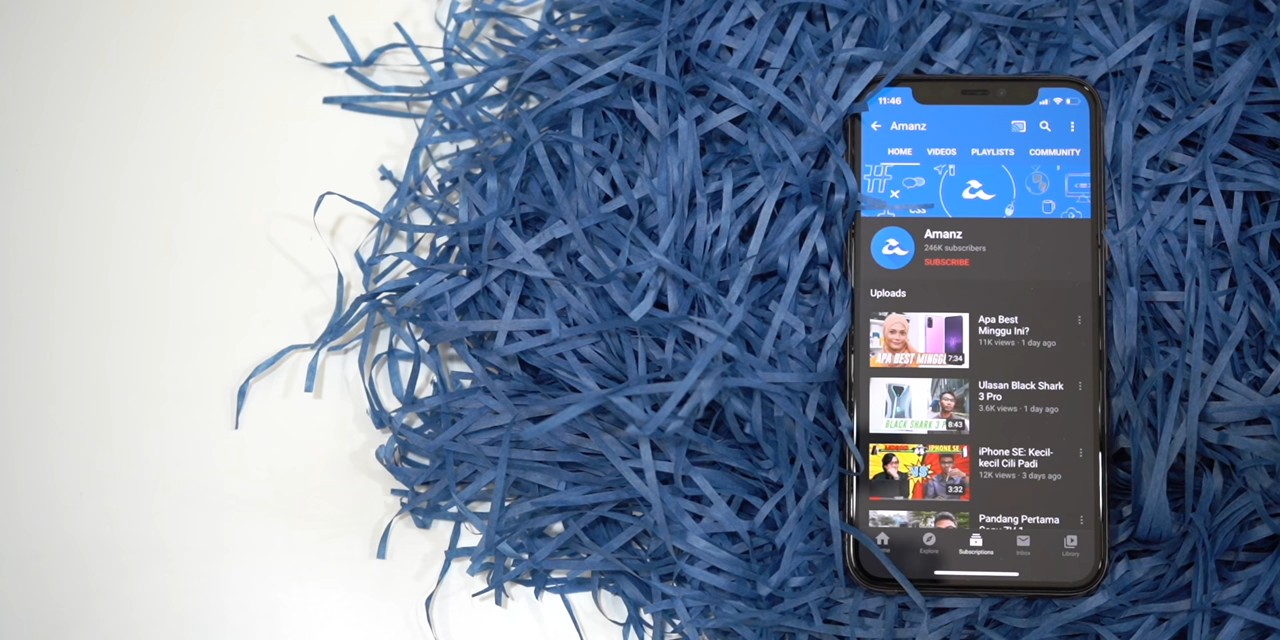 11:46
Amanz
HOME VIDEOS PLAYLISTS COMMUNITY
#
CSS
Amanz
246K subscribers
SUBSCRIBE
Uploads
APA BEST MINGGU
7:34
Apa Best
Minggu Ini?
11K views · 1 day ago
BLACK SHARK 3
8:43
Ulasan Black Shark
3 Pro
3.6K views · 1 day ago
IPHONE SE
3:32
iPhone SE: Kecil-
kecil Cili Padi
12K views · 3 days ago
Pandang Pertama
Home Explore Subscriptions Inbox Library